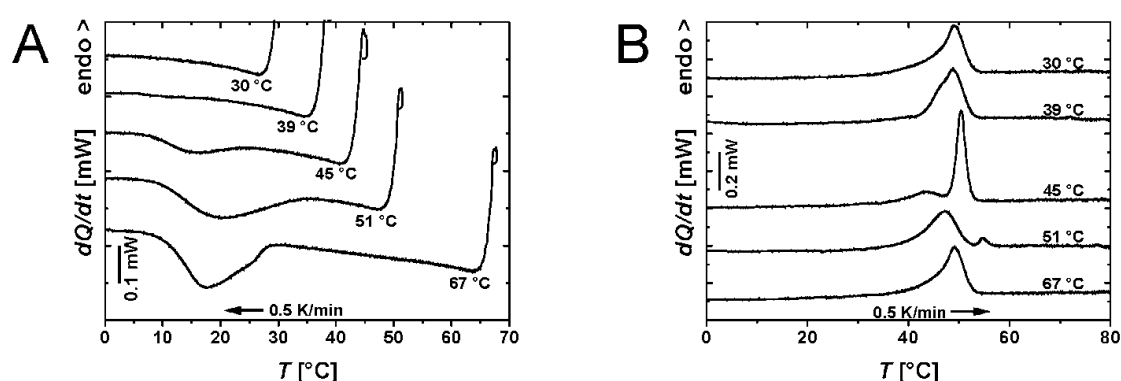 A
endo >
dQ/dt [mW]
0.1 mW
30 °C
39 °C
45 °C
51 °C
67 °C
0.5 K/min
0 10 20 30 40 50 60 70
T [°C]
B
endo >
dQ/dt [mW]
0.2 mW
30 °C
39 °C
45 °C
51 °C
67 °C
0.5 K/min
0 20 40 60 80
T [°C]